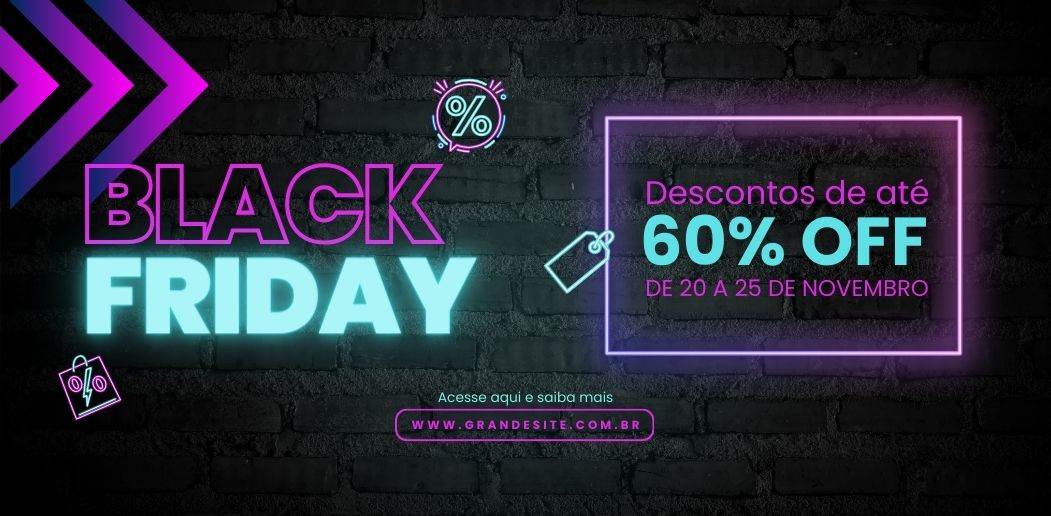 BLACK
FRIDAY
%
Descontos de até
60% OFF
DE 20 A 25 DE NOVEMBRO
%
Acesse aqui e saiba mais
WWW.GRANDESITE.COM.BR